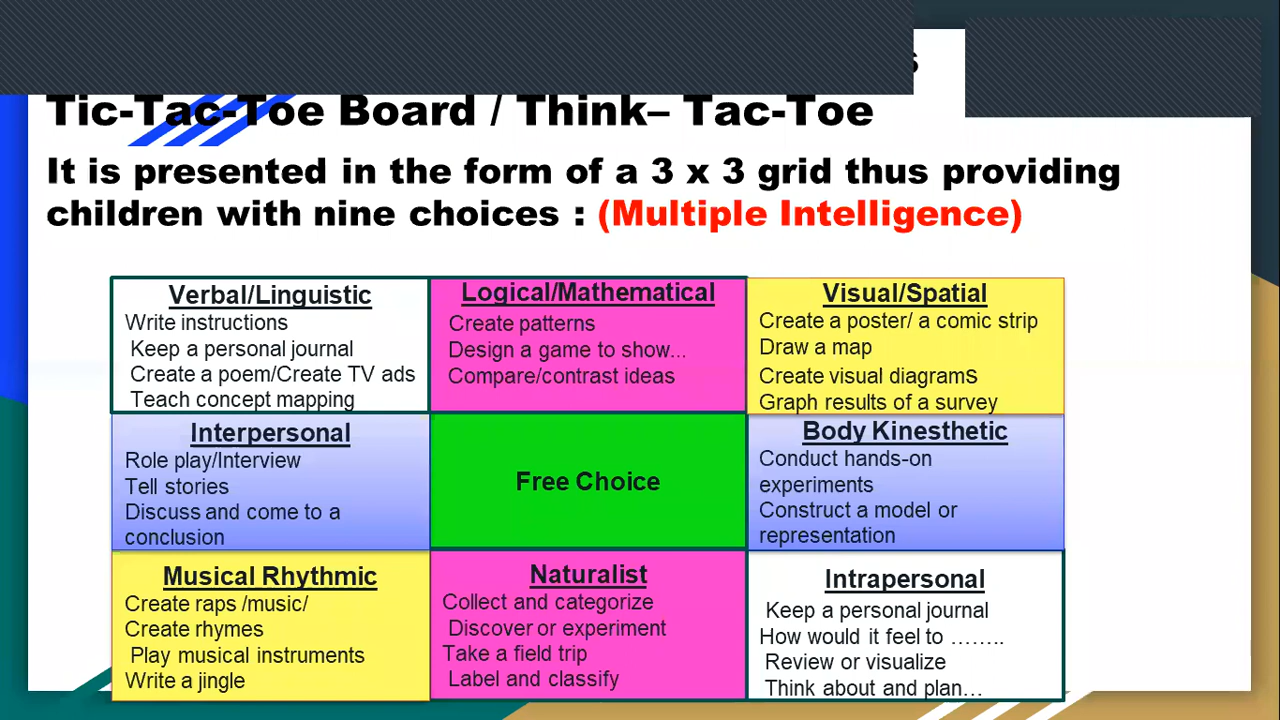 Tic-Tac-Toe Board / Think– Tac-Toe
It is presented in the form of a 3 x 3 grid thus providing
children with nine choices : (Multiple Intelligence)
Verbal/Linguistic
Write instructions
Keep a personal journal
Create a poem/Create TV ads
Teach concept mapping
Logical/Mathematical
Create patterns
Design a game to show...
Compare/contrast ideas
Visual/Spatial
Create a poster/ a comic strip
Draw a map
Create visual diagrams
Graph results of a survey
Interpersonal
Role play/Interview
Tell stories
Discuss and come to a
conclusion
Free Choice
Body Kinesthetic
Conduct hands-on
experiments
Construct a model or
representation
Musical Rhythmic
Create raps /music/
Create rhymes
Play musical instruments
Write a jingle
Naturalist
Collect and categorize
Discover or experiment
Take a field trip
Label and classify
Intrapersonal
Keep a personal journal
How would it feel to ........
Review or visualize
Think about and plan...